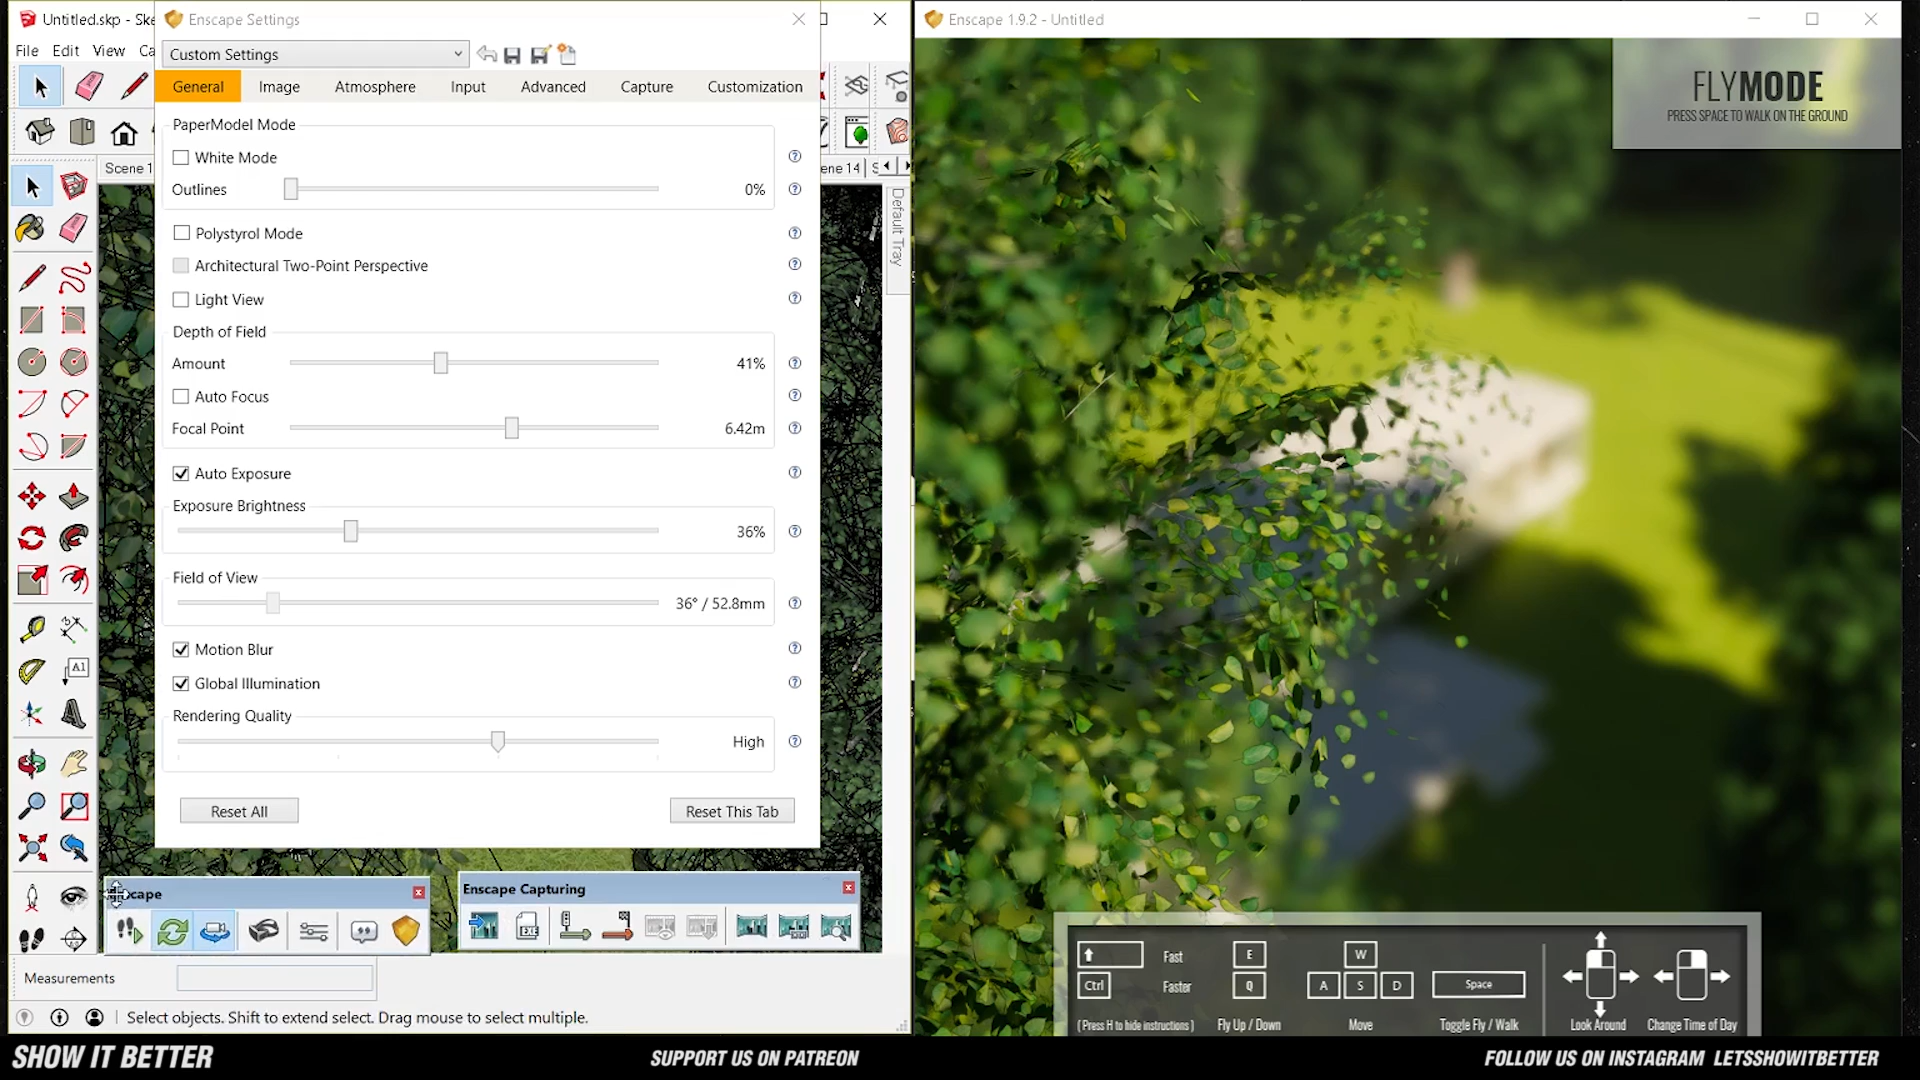 Untitled.skp - Ske
Enscape Settings
Enscape 1.9.2 - Untitled
File Edit View Ca
Custom Settings
General Image Atmosphere Input Advanced Capture Customization
FLYMODE
PRESS SPACE TO WALK ON THE GROUND
PaperModel Mode
White Mode
Outlines 0%
Scene 1
ene 14
Default Tray
Polystyrol Mode
Architectural Two-Point Perspective
Light View
Depth of Field
Amount 41%
Auto Focus
Focal Point 6.42m
Auto Exposure
Exposure Brightness
36%
Field of View
36° / 52.8mm
Motion Blur
Global Illumination
Rendering Quality
High
Reset All Reset This Tab
A1
scape
Enscape Capturing
Measurements
Select objects. Shift to extend select. Drag mouse to select multiple.
Fast E W
Ctrl Faster Q A S D Space
( Press H to hide instructions ) Fly Up / Down Move Toggle Fly / Walk Look Around Change Time of Day
SHOW IT BETTER SUPPORT US ON PATREON FOLLOW US ON INSTAGRAM LETSSHOWITBETTER